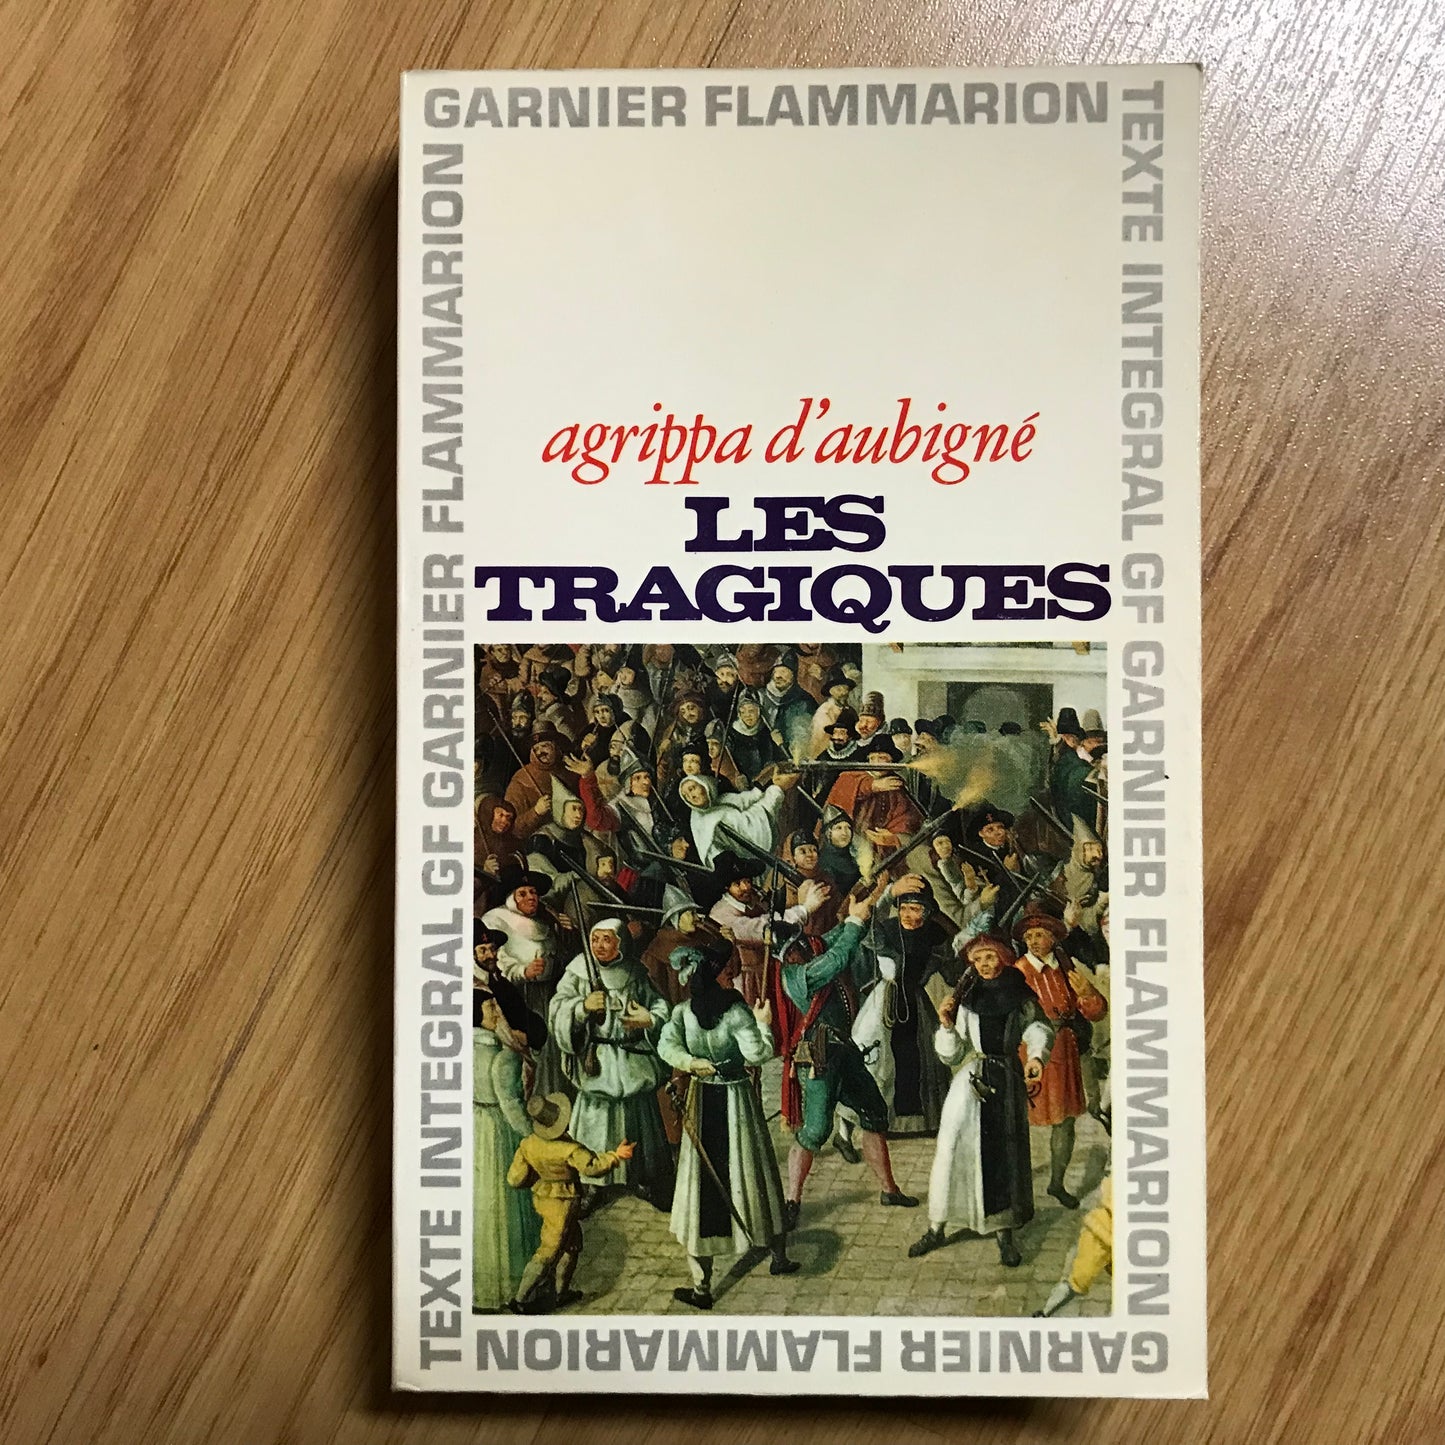 GARNIER FLAMMARION
TEXTE INTEGRAL GF GARNIER FLAMMARION
agrippa d'aubigné
LES
TRAGIQUES
TEXTE INTEGRAL GF GARNIER FLAMMARION
GARNIER FLAMMARION